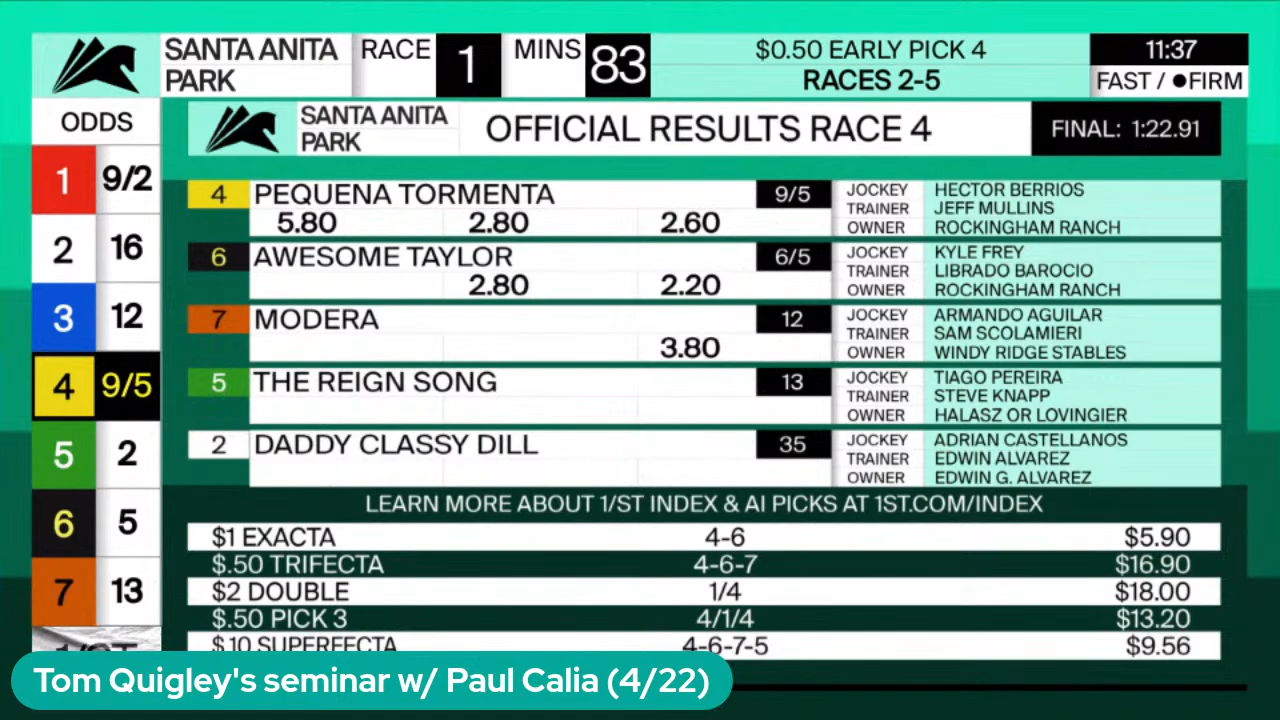 SANTA ANITA PARK RACE 1 MINS 83 $0.50 EARLY PICK 4 RACES 2-5 11:37 FAST / ●FIRM
ODDS
1 9/2
2 16
3 12
4 9/5
5 2
6 5
7 13
SANTA ANITA PARK OFFICIAL RESULTS RACE 4 FINAL: 1:22.91
4 PEQUENA TORMENTA 9/5 JOCKEY HECTOR BERRIOS
TRAINER JEFF MULLINS
5.80 2.80 2.60 OWNER ROCKINGHAM RANCH
6 AWESOME TAYLOR 6/5 JOCKEY KYLE FREY
TRAINER LIBRADO BAROCIO
2.80 2.20 OWNER ROCKINGHAM RANCH
7 MODERA 12 JOCKEY ARMANDO AGUILAR
TRAINER SAM SCOLAMIERI
3.80 OWNER WINDY RIDGE STABLES
5 THE REIGN SONG 13 JOCKEY TIAGO PEREIRA
TRAINER STEVE KNAPP
OWNER HALASZ OR LOVINGIER
2 DADDY CLASSY DILL 35 JOCKEY ADRIAN CASTELLANOS
TRAINER EDWIN ALVAREZ
OWNER EDWIN G. ALVAREZ
LEARN MORE ABOUT 1/ST INDEX & AI PICKS AT 1ST.COM/INDEX
$1 EXACTA 4-6 $5.90
$.50 TRIFECTA 4-6-7 $16.90
$2 DOUBLE 1/4 $18.00
$.50 PICK 3 4/1/4 $13.20
$.10 SUPERFECTA 4-6-7-5 $9.56
Tom Quigley's seminar w/ Paul Calia (4/22)